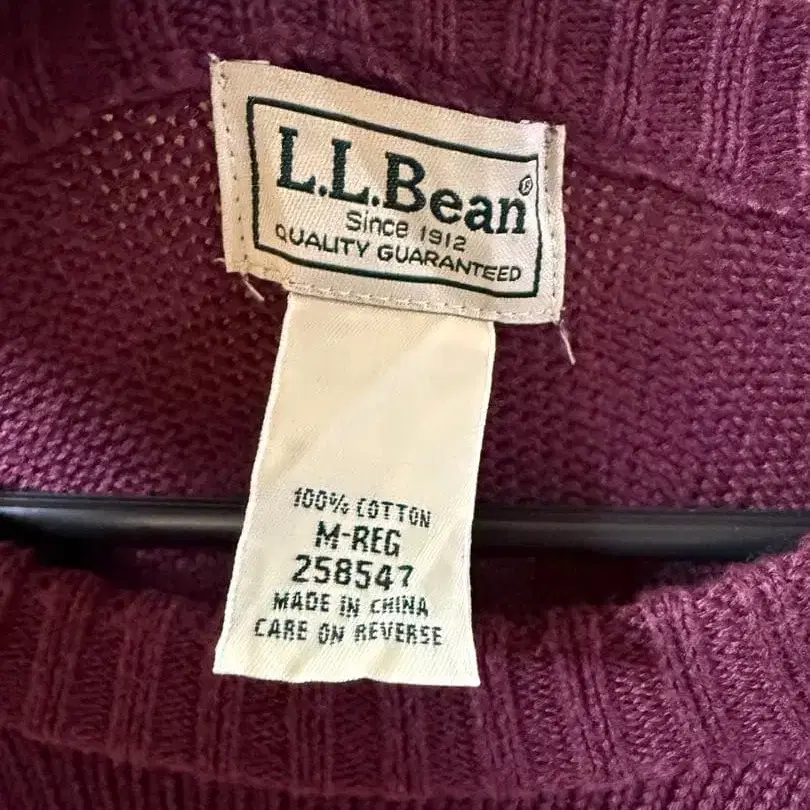 L.L.Bean®
Since 1912
QUALITY GUARANTEED
100% COTTON
M-REG
258547
MADE IN CHINA
CARE ON REVERSE